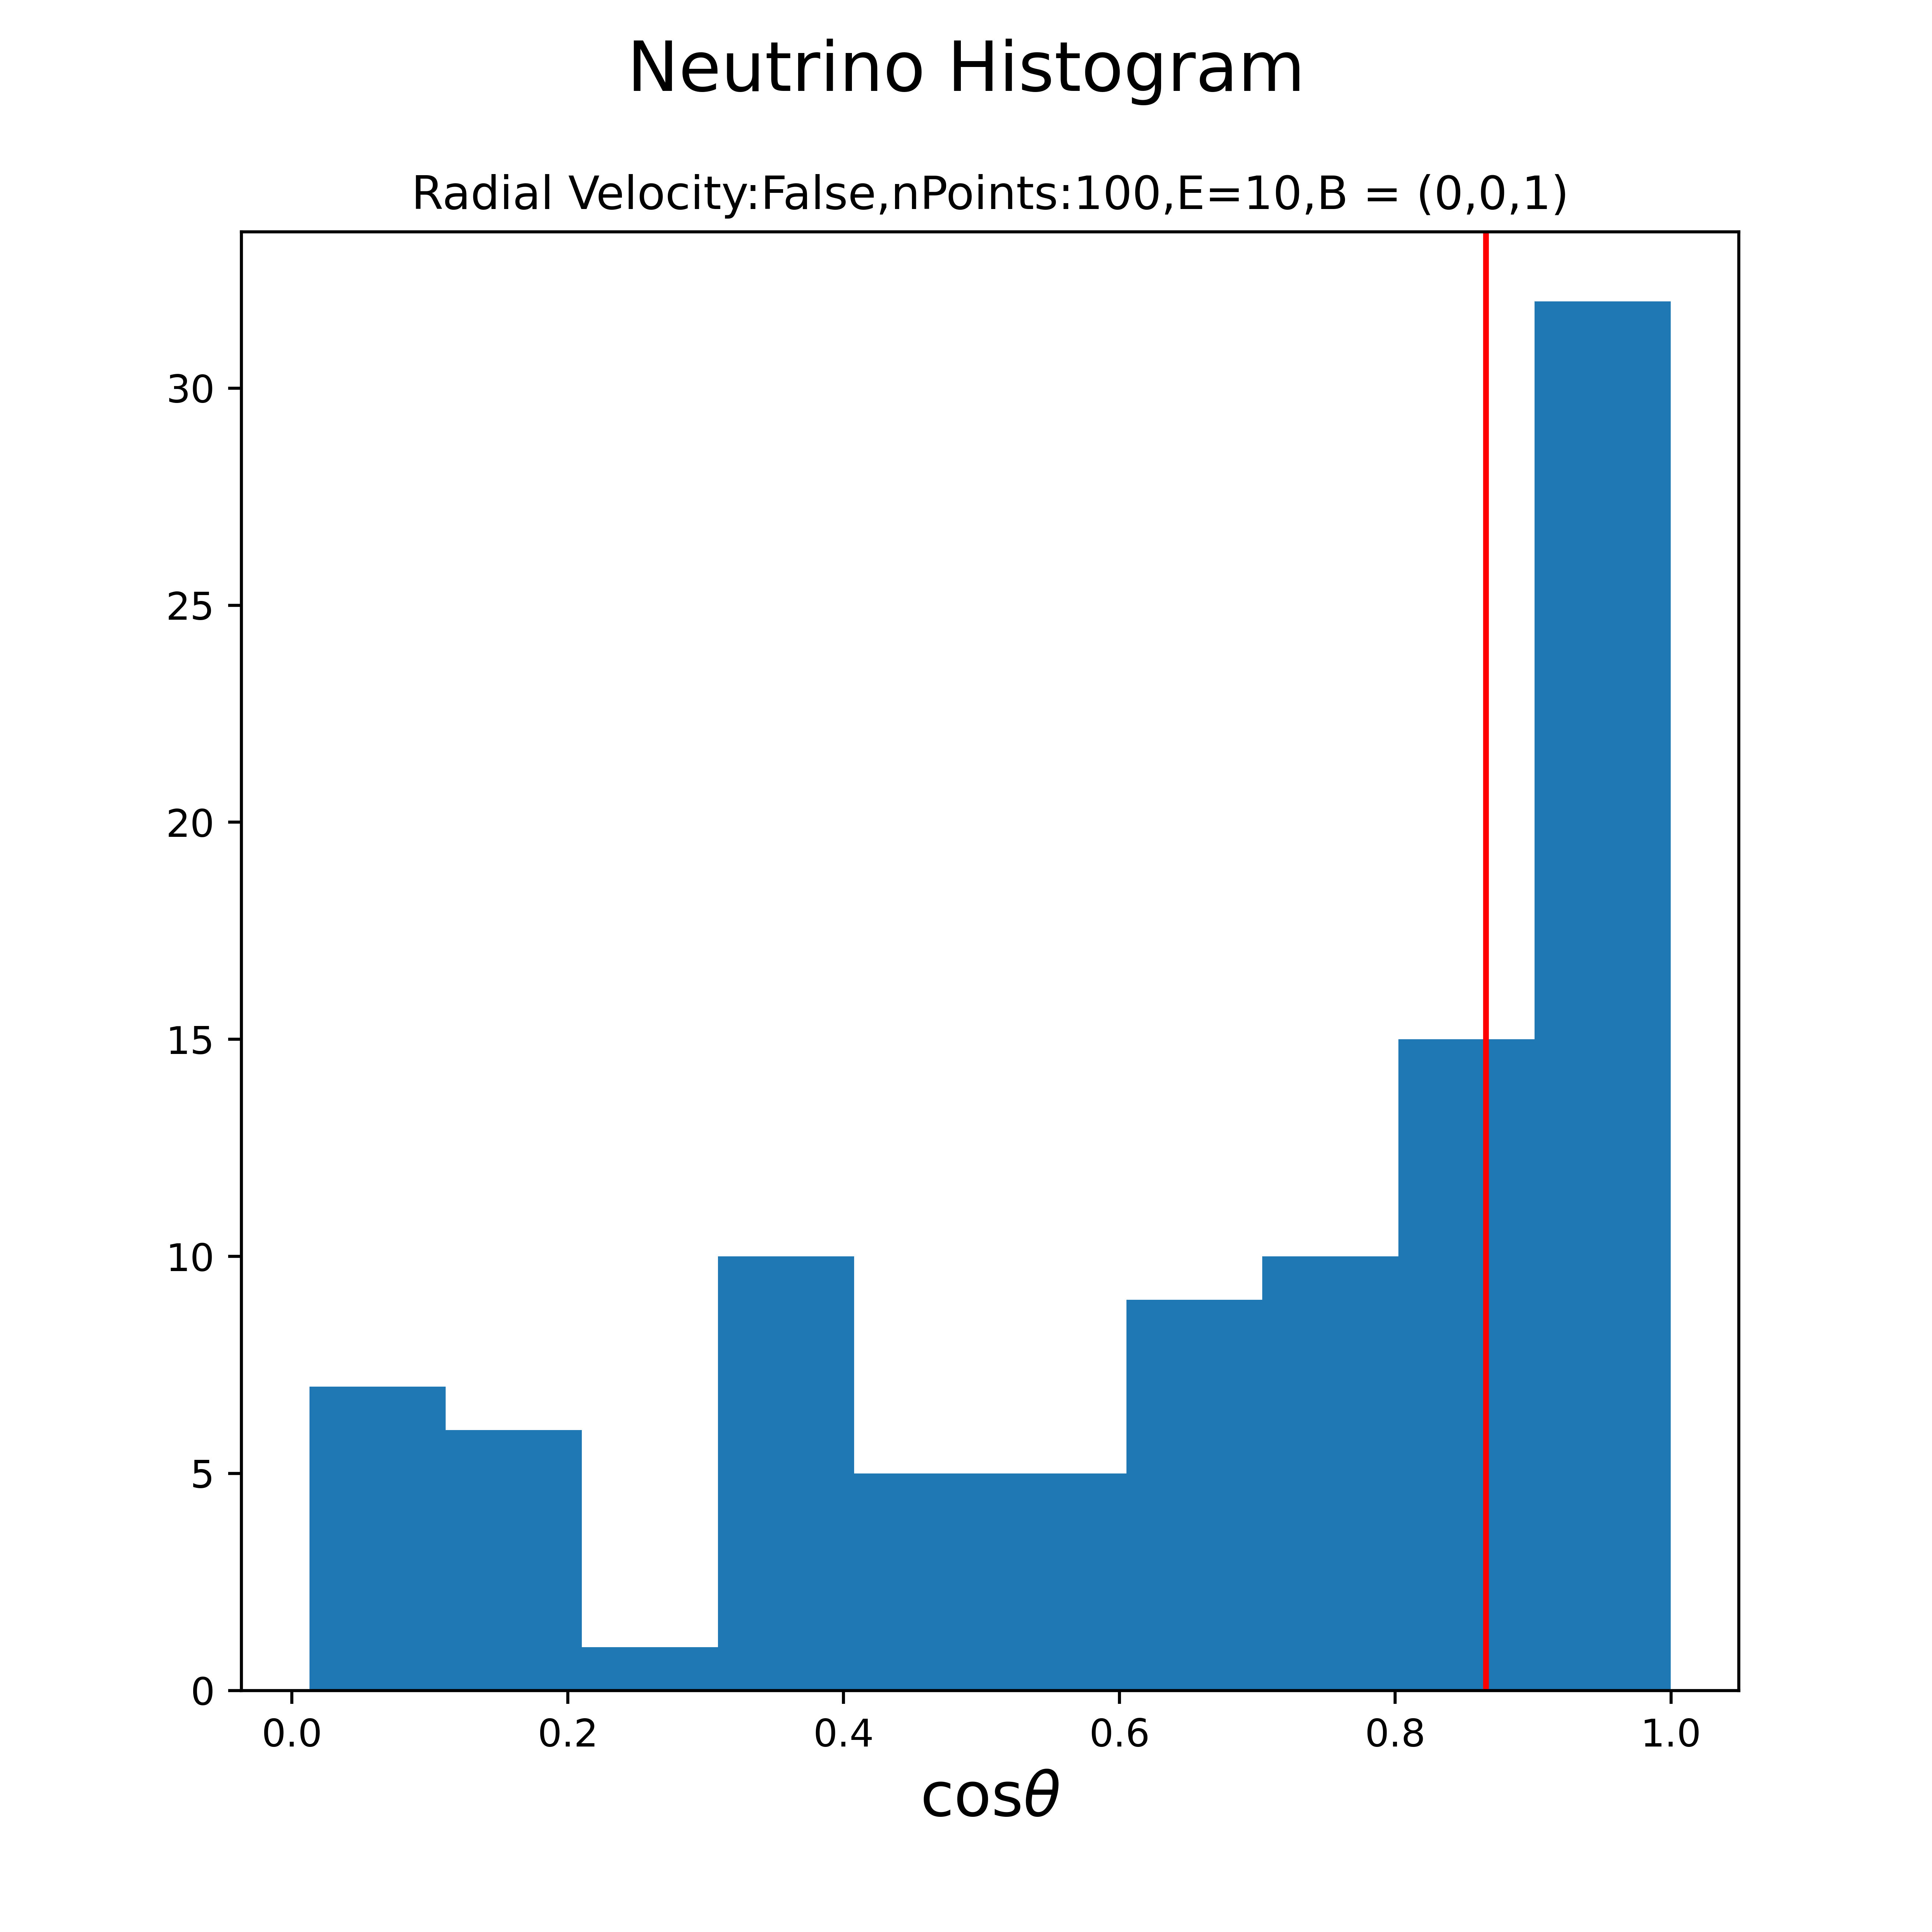 Neutrino Histogram
Radial Velocity:False,nPoints:100,E=10,B = (0,0,1)
30
25
20
15
10
5
0
0.0 0.2 0.4 0.6 0.8 1.0
cosθ